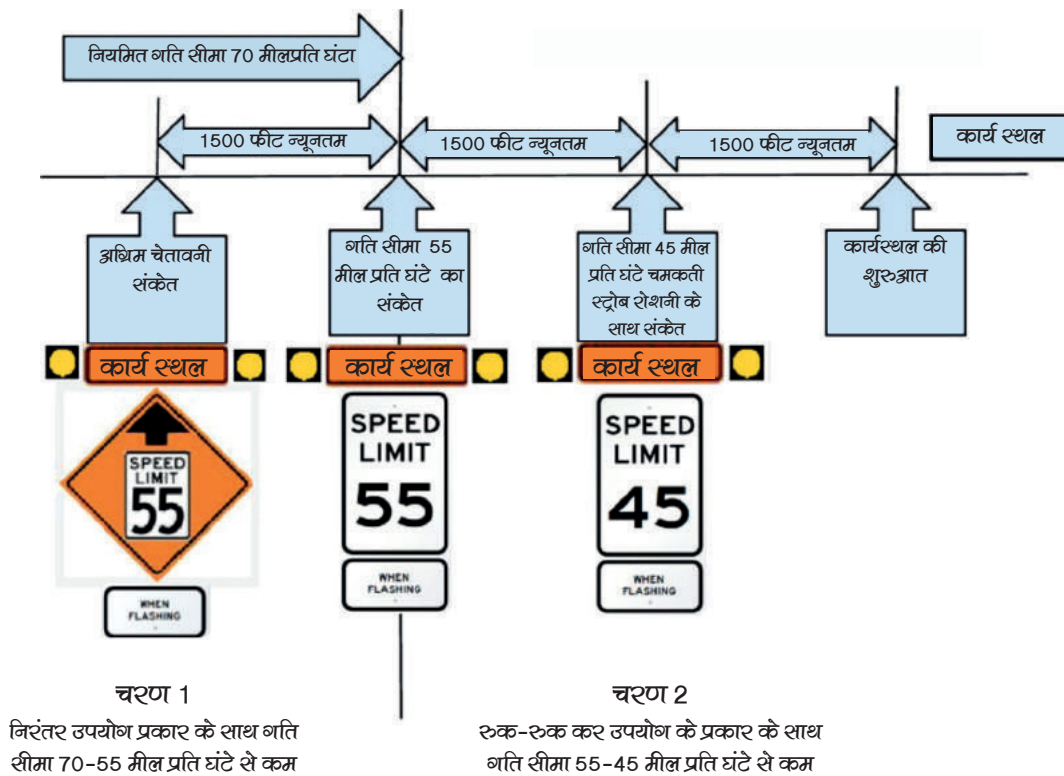 नियमित गति सीमा 70 मीलप्रति घंटा
1500 फीट न्यूनतम
1500 फीट न्यूनतम
1500 फीट न्यूनतम
कार्य स्थल
अग्रिम चेतावनी
संकेत
गति सीमा 55
मील प्रति घंटे का
संकेत
गति सीमा 45 मील
प्रति घंटे चमकती
स्ट्रोब रोशनी के
साथ संकेत
कार्यस्थल की
शुरुआत
कार्य स्थल
कार्य स्थल
कार्य स्थल
SPEED
LIMIT
55
WHEN
FLASHING
SPEED
LIMIT
55
WHEN
FLASHING
SPEED
LIMIT
45
WHEN
FLASHING
चरण 1
निरंतर उपयोग प्रकार के साथ गति
सीमा 70-55 मील प्रति घंटे से कम
चरण 2
रुक-रुक कर उपयोग के प्रकार के साथ
गति सीमा 55-45 मील प्रति घंटे से कम